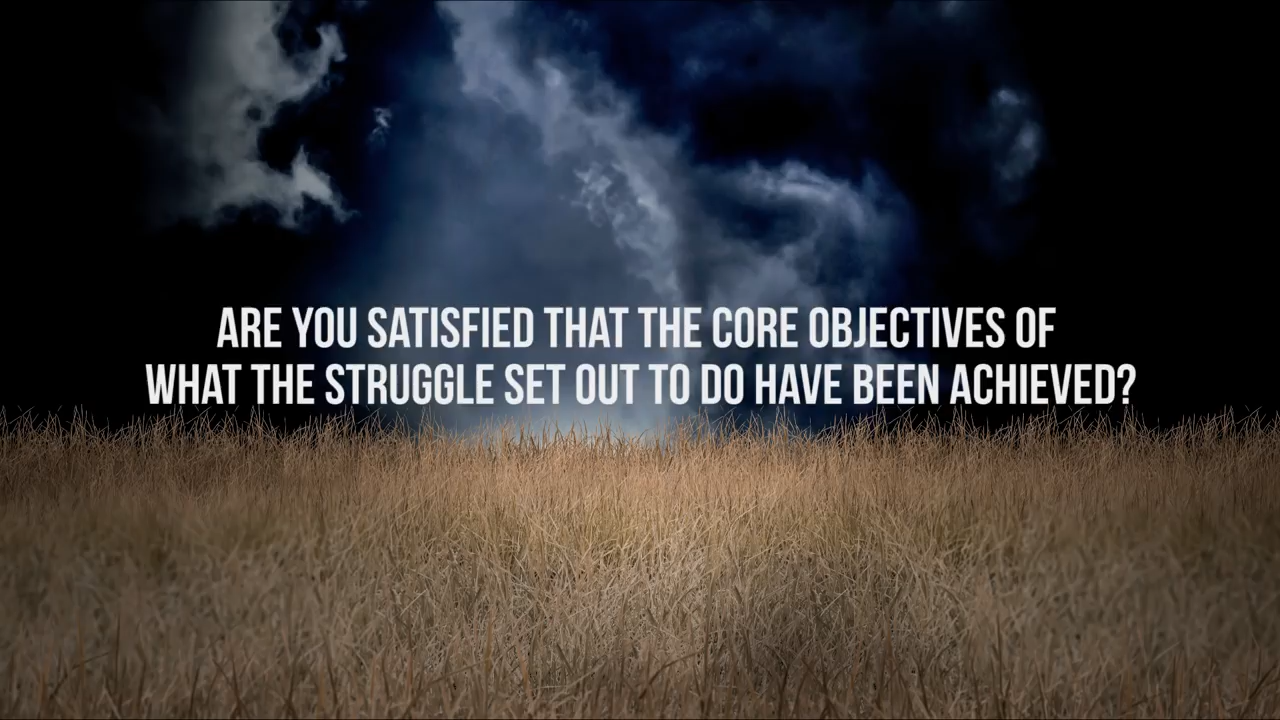 ARE YOU SATISFIED THAT THE CORE OBJECTIVES OF
WHAT THE STRUGGLE SET OUT TO DO HAVE BEEN ACHIEVED?